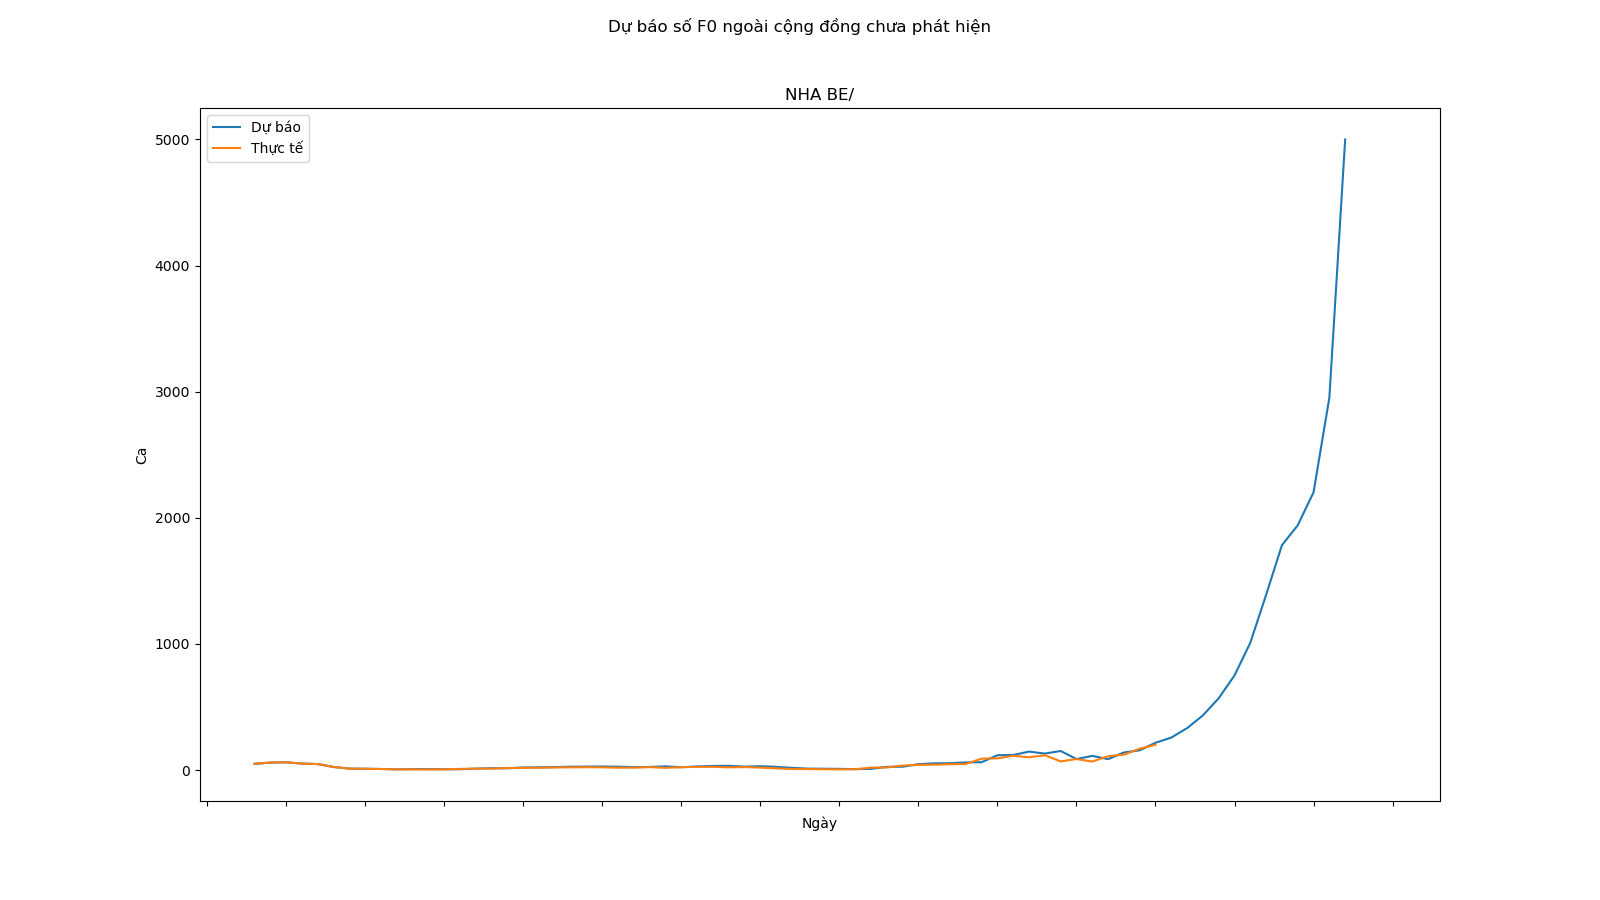 Dự báo số F0 ngoài cộng đồng chưa phát hiện
NHA BE/
Dự báo
Thực tế
5000
4000
3000
2000
1000
0
Ca
Ngày